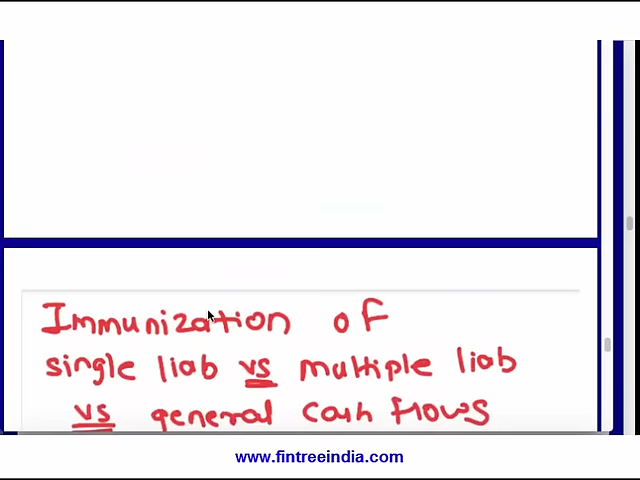 Immunization of
single liab vs multiple liab
vs general cash flows
www.fintreeindia.com